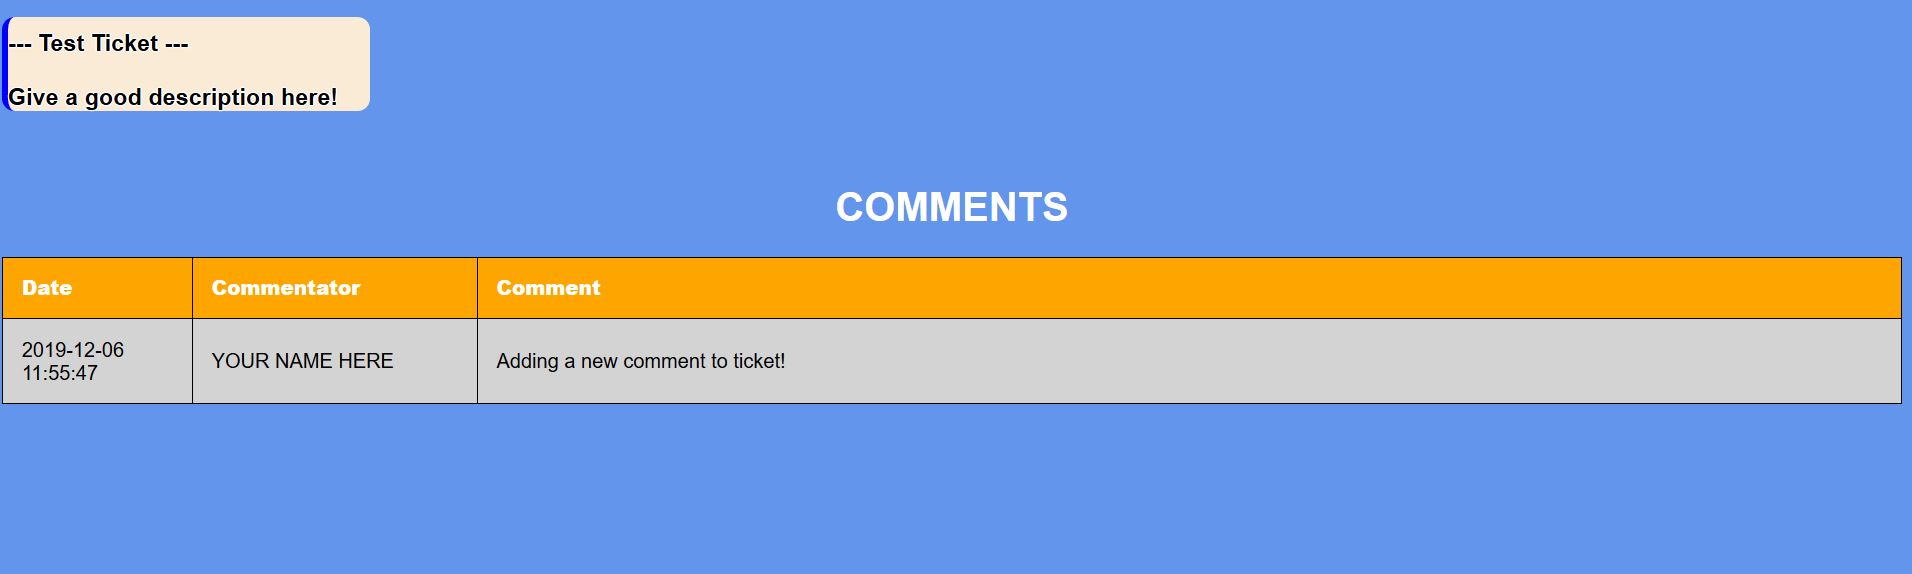 --- Test Ticket ---
Give a good description here!
COMMENTS
Date Commentator Comment
2019-12-06
11:55:47
YOUR NAME HERE
Adding a new comment to ticket!